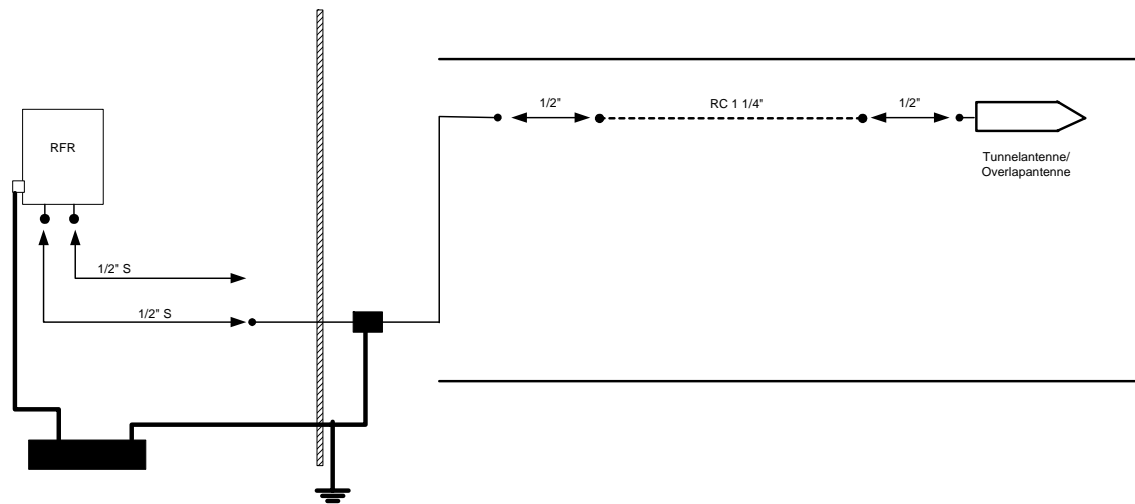 1/2"
RC 1 1/4"
1/2"
RFR
Tunnelantenne/
Overlapantenne
1/2" S
1/2" S